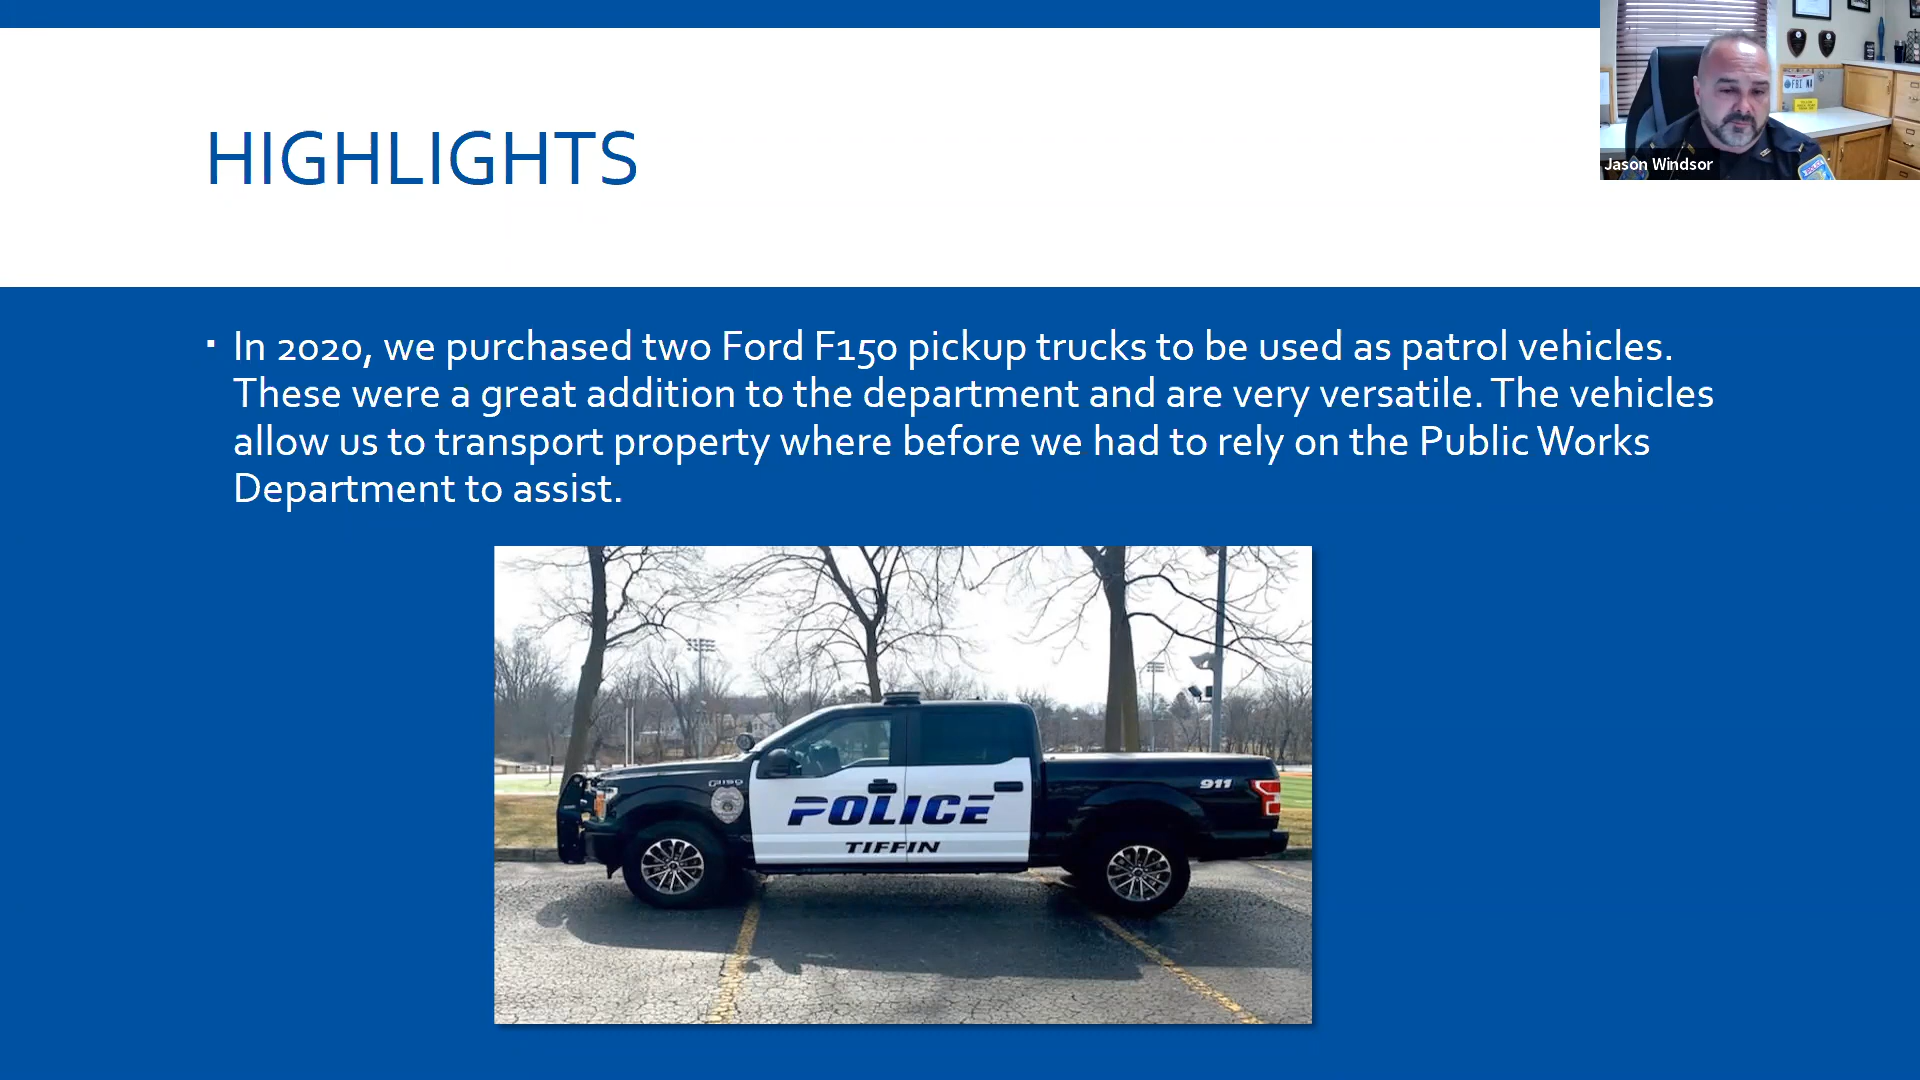 HIGHLIGHTS
Jason Windsor
FBI NA
▪ In 2020, we purchased two Ford F150 pickup trucks to be used as patrol vehicles.
These were a great addition to the department and are very versatile. The vehicles
allow us to transport property where before we had to rely on the Public Works
Department to assist.
F150
911
POLICE
TIFFIN